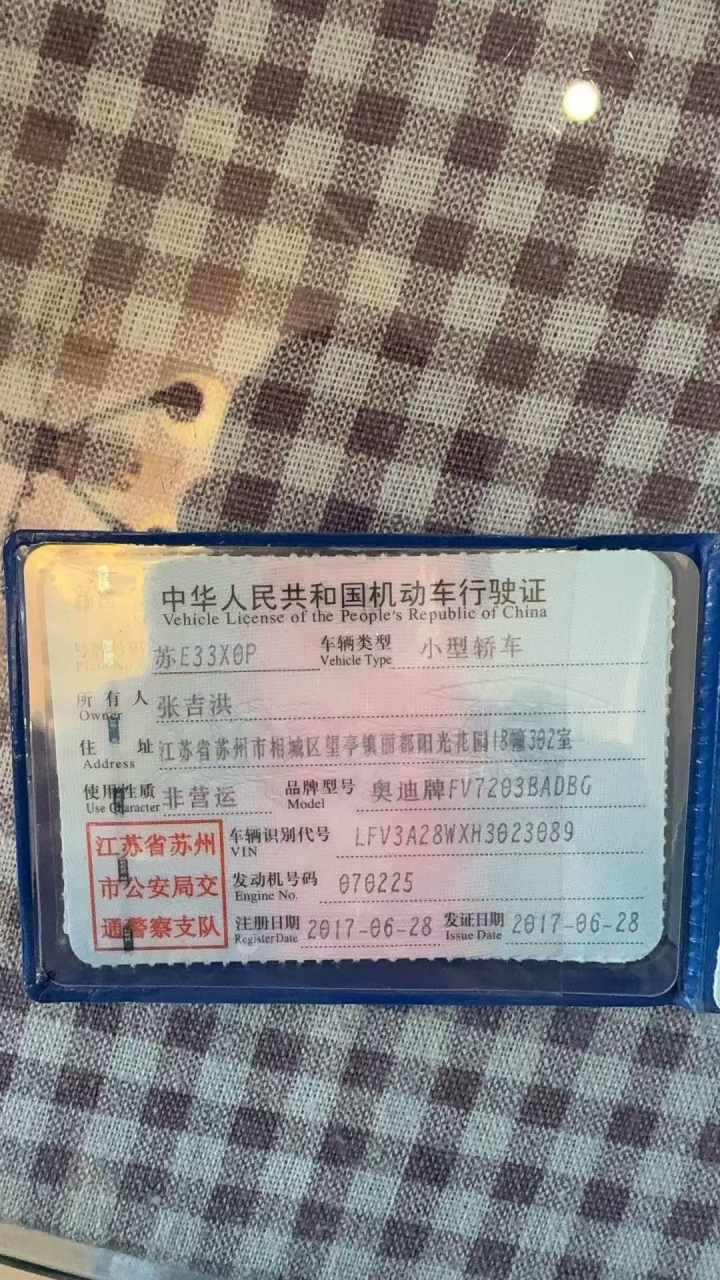 中华人民共和国机动车行驶证
Vehicle License of the People's Republic of China
号牌号码 苏E33X0P 车辆类型 小型轿车
Plate No. Vehicle Type
所有人 张吉洪
Owner
住址 江苏省苏州市相城区望亭镇丽都阳光花园18幢302室
Address
使用性质 非营运 品牌型号 奥迪牌FV7203BADBG
Use Character Model
江苏省苏州 车辆识别代号 LFV3A28WXH3023089
VIN
市公安局交 发动机号码 070225
Engine No.
通警察支队 注册日期 2017-06-28 发证日期 2017-06-28
Register Date Issue Date